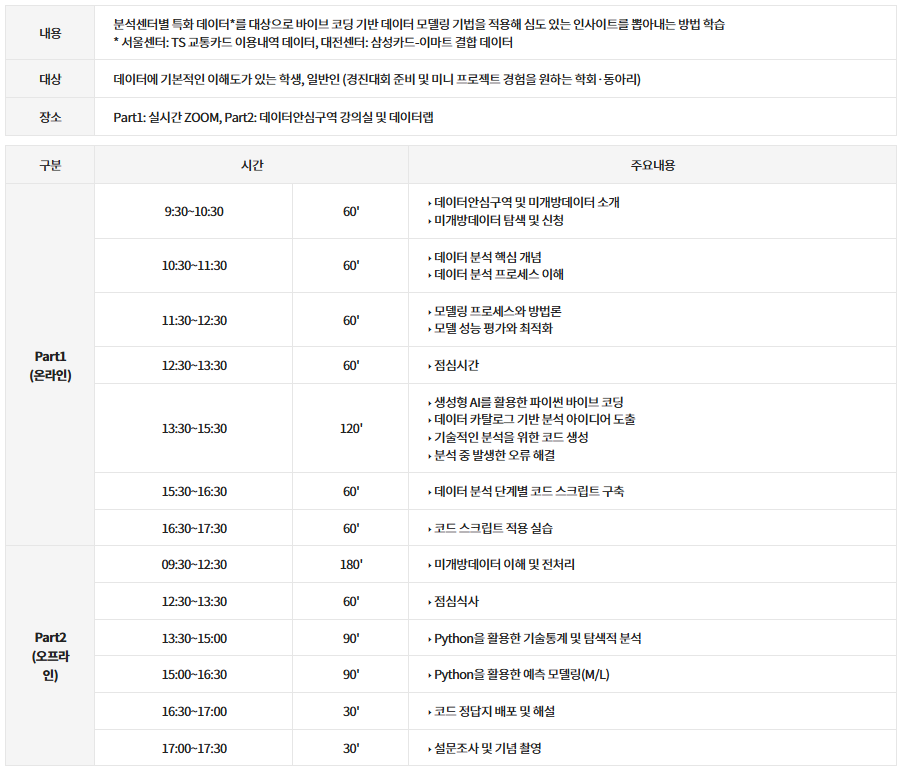 내용
분석센터별 특화 데이터*를 대상으로 바이브 코딩 기반 데이터 모델링 기법을 적용해 심도 있는 인사이트를 뽑아내는 방법 학습
* 서울센터: TS 교통카드 이용내역 데이터, 대전센터: 삼성카드-이마트 결합 데이터
대상
데이터에 기본적인 이해도가 있는 학생, 일반인 (경진대회 준비 및 미니 프로젝트 경험을 원하는 학회·동아리)
장소
Part1: 실시간 ZOOM, Part2: 데이터안심구역 강의실 및 데이터랩
구분 시간 주요내용
Part1
(온라인)
9:30~10:30 60'
데이터안심구역 및 미개방데이터 소개
미개방데이터 탐색 및 신청
10:30~11:30 60'
데이터 분석 핵심 개념
데이터 분석 프로세스 이해
11:30~12:30 60'
모델링 프로세스와 방법론
모델 성능 평가와 최적화
12:30~13:30 60' 점심시간
13:30~15:30 120'
생성형 AI를 활용한 파이썬 바이브 코딩
데이터 카탈로그 기반 분석 아이디어 도출
기술적인 분석을 위한 코드 생성
분석 중 발생한 오류 해결
15:30~16:30 60' 데이터 분석 단계별 코드 스크립트 구축
16:30~17:30 60' 코드 스크립트 적용 실습
Part2
(오프라
인)
09:30~12:30 180' 미개방데이터 이해 및 전처리
12:30~13:30 60' 점심식사
13:30~15:00 90' Python을 활용한 기술통계 및 탐색적 분석
15:00~16:30 90' Python을 활용한 예측 모델링(M/L)
16:30~17:00 30' 코드 정답지 배포 및 해설
17:00~17:30 30' 설문조사 및 기념 촬영